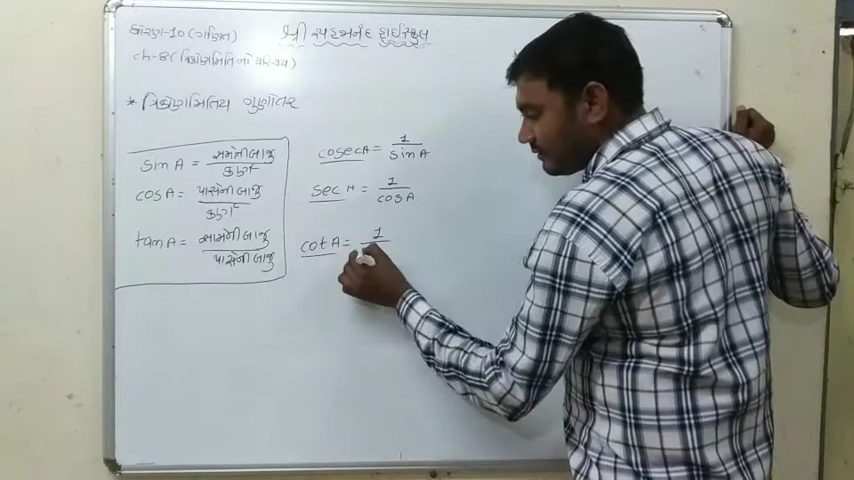 ધોરણ-10 (ગણિત)
શ્રી સહજાનંદ હાઈસ્કુલ
ch-8 (ત્રિકોણમિતિનો પરિચય)
* ત્રિકોણમિતિય ગુણોત્તર
sin A = સામેની બાજુ / કર્ણ
cosec A = 1 / sin A
cos A = પાસેની બાજુ / કર્ણ
sec A = 1 / cos A
tan A = સામેની બાજુ / પાસેની બાજુ
cot A = 1